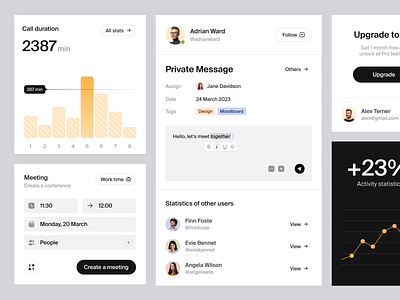 Call duration
All stats →
2387 min
387 min
1 2 3 4 5 6 7 8
Meeting
Create a conference
Work time
11:30 → 12:00
Monday, 20 March
People +
Create a meeting
Adrian Ward
@adrianward
Follow
Private Message
Others →
Assign Jane Davidson
Date 24 March 2023
Tags Design Moodboard
Hello, let's meet together
B i U
Statistics of other users
Finn Foste
@finnfoste
View →
Evie Bennet
@eviebennet
View →
Angela Wilson
@angelawils
View →
Upgrade to
Get 1 month free
unlock all Pro featu
Upgrade
Alex Terner
alex@gmail.com
+23%
Activity statistic